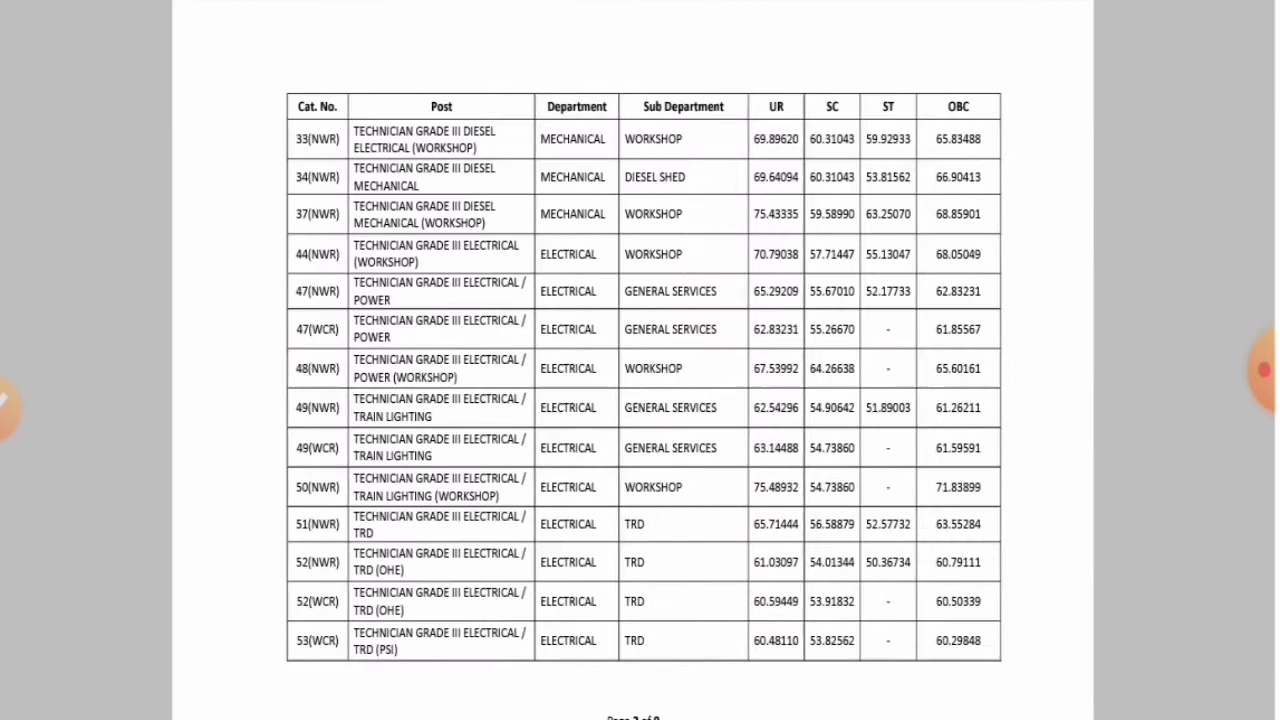 Cat. No. Post Department Sub Department UR SC ST OBC
33(NWR) TECHNICIAN GRADE III DIESEL ELECTRICAL (WORKSHOP) MECHANICAL WORKSHOP 69.89620 60.31043 59.92933 65.83488
34(NWR) TECHNICIAN GRADE III DIESEL MECHANICAL MECHANICAL DIESEL SHED 69.64094 60.31043 53.81562 66.90413
37(NWR) TECHNICIAN GRADE III DIESEL MECHANICAL (WORKSHOP) MECHANICAL WORKSHOP 75.43335 59.58990 63.25070 68.85901
44(NWR) TECHNICIAN GRADE III ELECTRICAL (WORKSHOP) ELECTRICAL WORKSHOP 70.79038 57.71447 55.13047 68.05049
47(NWR) TECHNICIAN GRADE III ELECTRICAL / POWER ELECTRICAL GENERAL SERVICES 65.29209 55.67010 52.17733 62.83231
47(WCR) TECHNICIAN GRADE III ELECTRICAL / POWER ELECTRICAL GENERAL SERVICES 62.83231 55.26670 - 61.85567
48(NWR) TECHNICIAN GRADE III ELECTRICAL / POWER (WORKSHOP) ELECTRICAL WORKSHOP 67.53992 64.26638 - 65.60161
49(NWR) TECHNICIAN GRADE III ELECTRICAL / TRAIN LIGHTING ELECTRICAL GENERAL SERVICES 62.54296 54.90642 51.89003 61.26211
49(WCR) TECHNICIAN GRADE III ELECTRICAL / TRAIN LIGHTING ELECTRICAL GENERAL SERVICES 63.14488 54.73860 - 61.59591
50(NWR) TECHNICIAN GRADE III ELECTRICAL / TRAIN LIGHTING (WORKSHOP) ELECTRICAL WORKSHOP 75.48932 54.73860 - 71.83899
51(NWR) TECHNICIAN GRADE III ELECTRICAL / TRD ELECTRICAL TRD 65.71444 56.58879 52.57732 63.55284
52(NWR) TECHNICIAN GRADE III ELECTRICAL / TRD (OHE) ELECTRICAL TRD 61.03097 54.01344 50.36734 60.79111
52(WCR) TECHNICIAN GRADE III ELECTRICAL / TRD (OHE) ELECTRICAL TRD 60.59449 53.91832 - 60.50339
53(WCR) TECHNICIAN GRADE III ELECTRICAL / TRD (PSI) ELECTRICAL TRD 60.48110 53.82562 - 60.29848